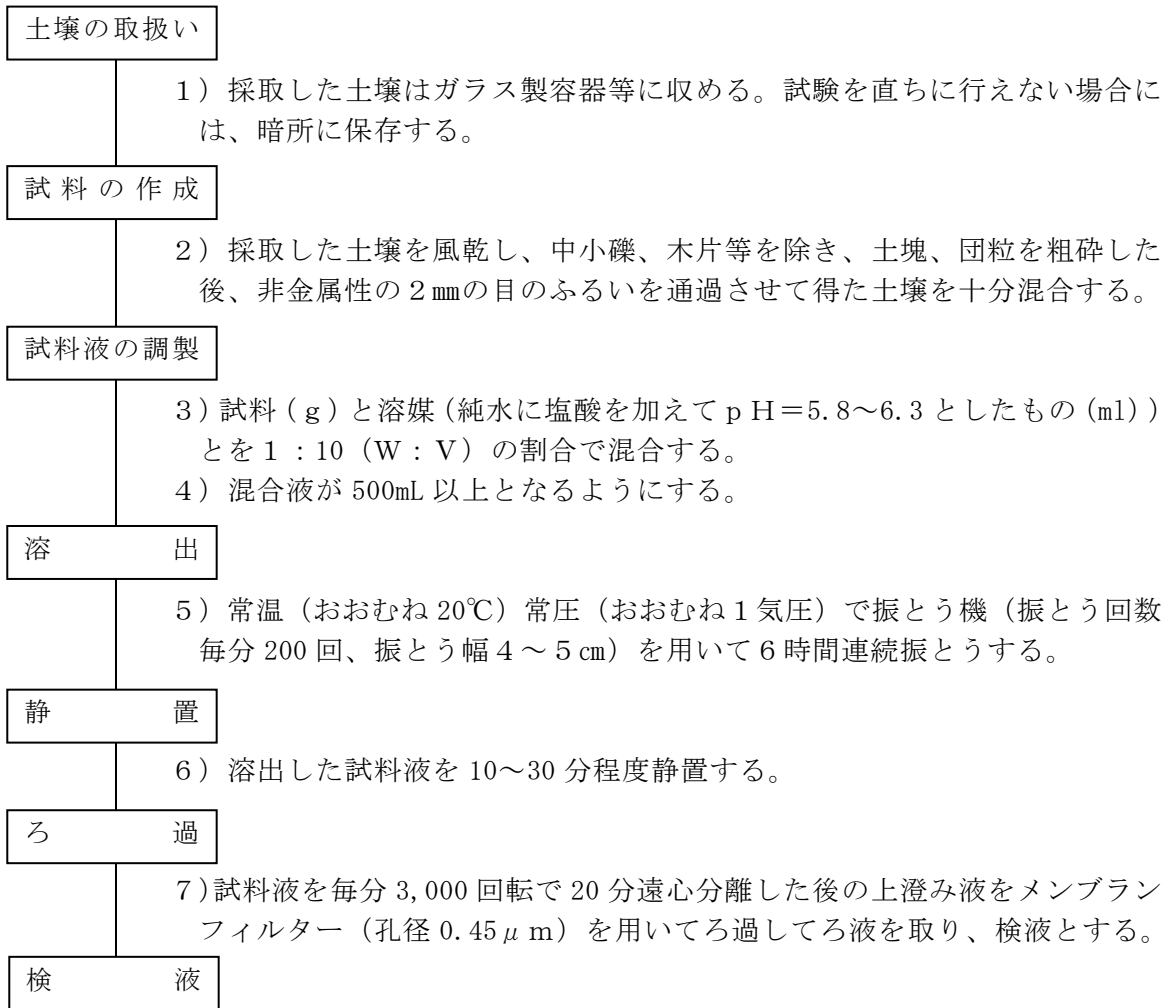 土壌の取扱い
1)採取した土壌はガラス製容器等に収める。試験を直ちに行えない場合に
は、暗所に保存する。
試料の作成
2)採取した土壌を風乾し、中小礫、木片等を除き、土塊、団粒を粗砕した
後、非金属性の2㎜の目のふるいを通過させて得た土壌を十分混合する。
試料液の調製
3)試料(g)と溶媒(純水に塩酸を加えてpH=5.8~6.3としたもの(ml))
とを1:10(W:V)の割合で混合する。
4)混合液が500mL以上となるようにする。
溶出
5)常温(おおむね20℃)常圧(おおむね1気圧)で振とう機(振とう回数
毎分200回、振とう幅4~5㎝)を用いて6時間連続振とうする。
静置
6)溶出した試料液を10~30分程度静置する。
ろ過
7)試料液を毎分3,000回転で20分遠心分離した後の上澄み液をメンブラン
フィルター(孔径0.45μm)を用いてろ過してろ液を取り、検液とする。
検液